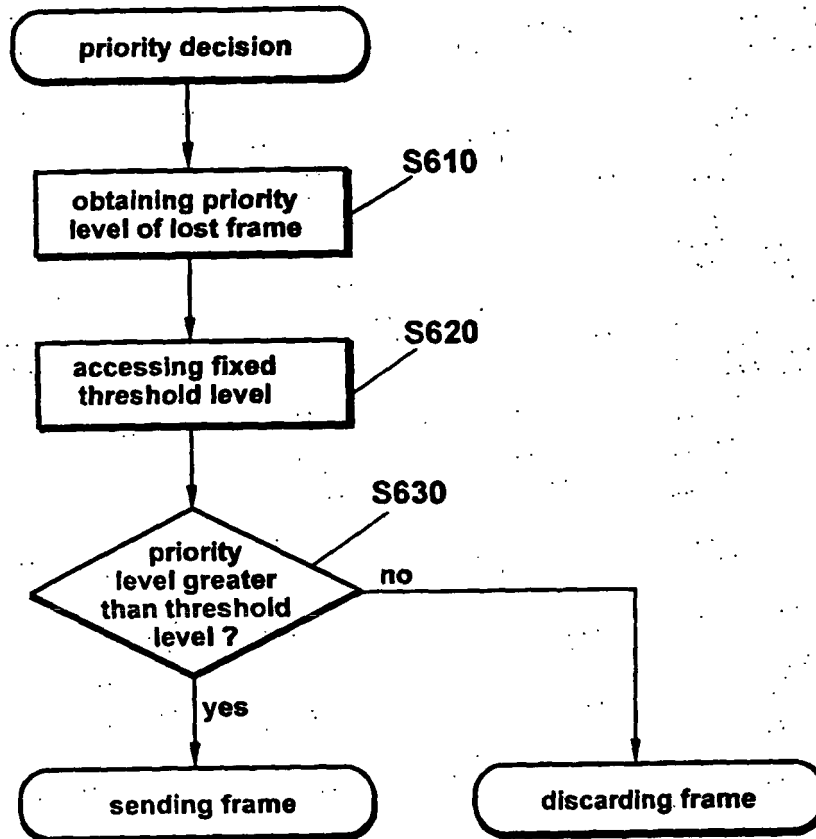 priority decision
S610
obtaining priority
level of lost frame
S620
accessing fixed
threshold level
S630
priority
level greater
than threshold
level ?
no
yes
sending frame
discarding frame